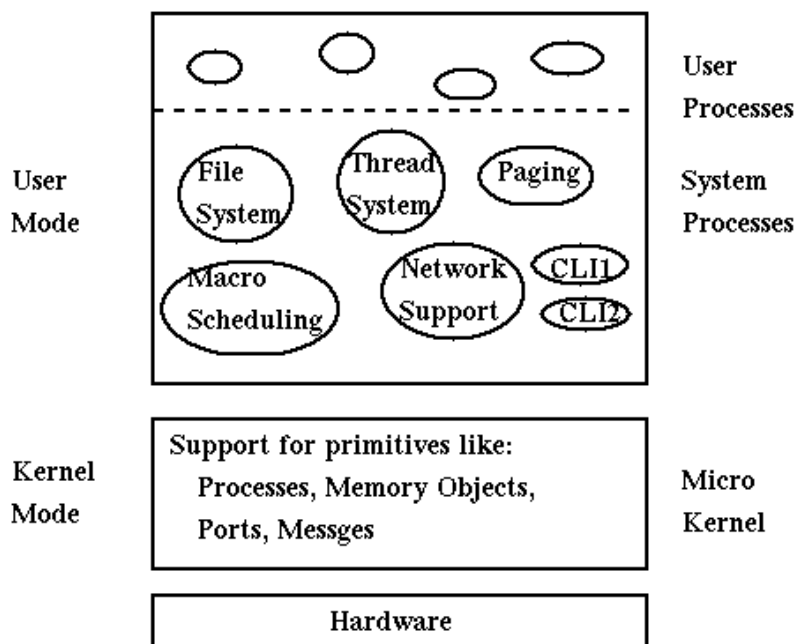 User
Processes
User
Mode
File
System
Thread
System
Paging
System
Processes
Macro
Scheduling
Network
Support
CLI1
CLI2
Kernel
Mode
Support for primitives like:
Processes, Memory Objects,
Ports, Messges
Micro
Kernel
Hardware